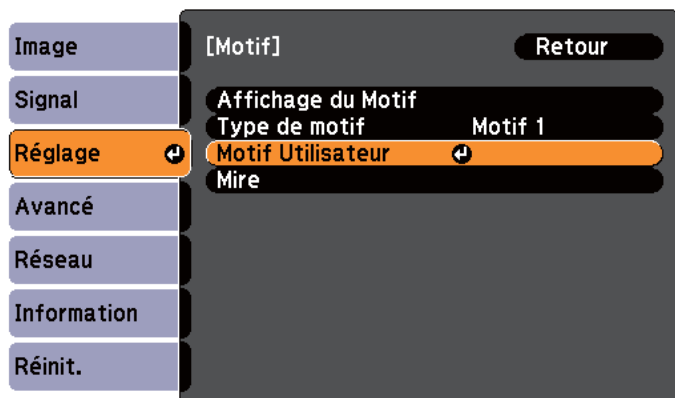 Image
Signal
Réglage
Avancé
Réseau
Information
Réinit.
[Motif] Retour
Affichage du Motif
Type de motif Motif 1
Motif Utilisateur
Mire